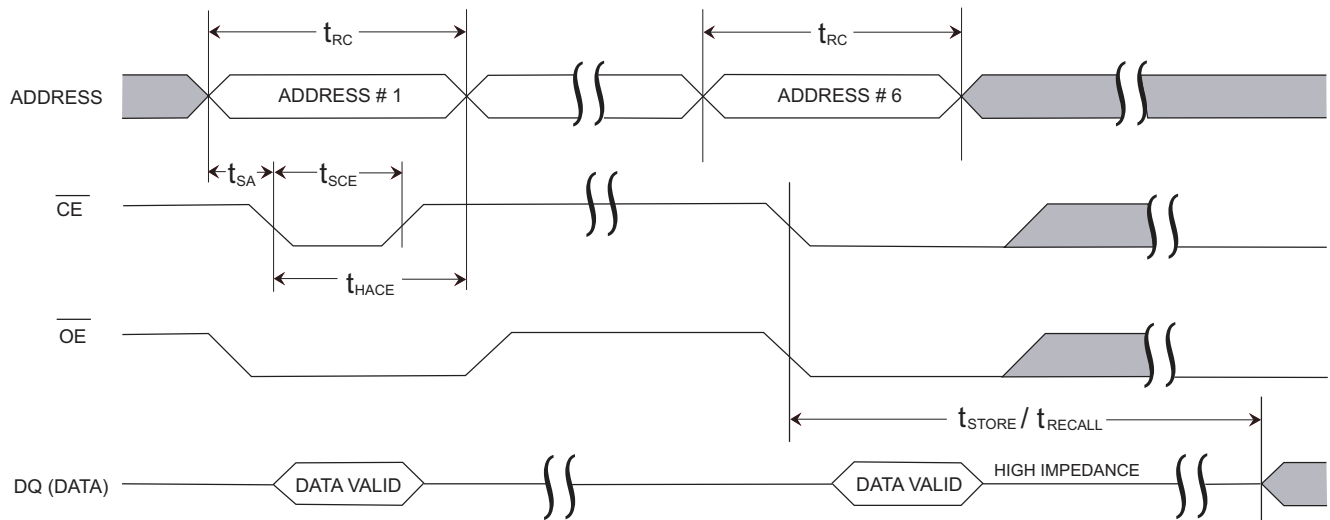 tRC tRC
ADDRESS ADDRESS # 1 ADDRESS # 6
tSA tSCE
CE
tHACE
OE
tSTORE / tRECALL
DQ (DATA) DATA VALID DATA VALID HIGH IMPEDANCE